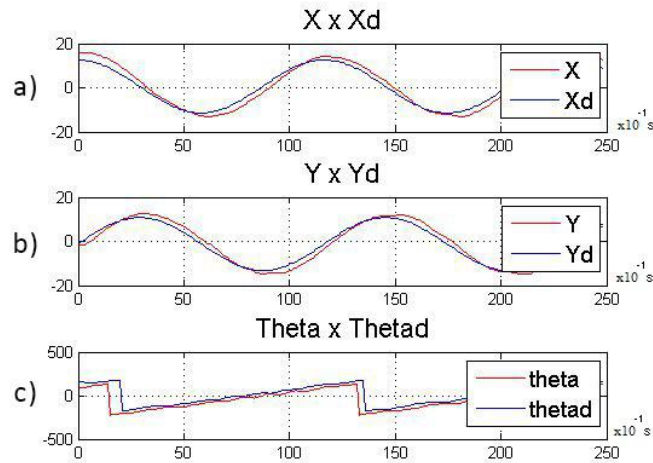 X x Xd
a)
20
0
-20
0 50 100 150 200 250
X
Xd
x10^-1 s
Y x Yd
b)
20
0
-20
0 50 100 150 200 250
Y
Yd
x10^-1 s
Theta x Thetad
c)
500
0
-500
0 50 100 150 200 250
theta
thetad
x10^-1 s